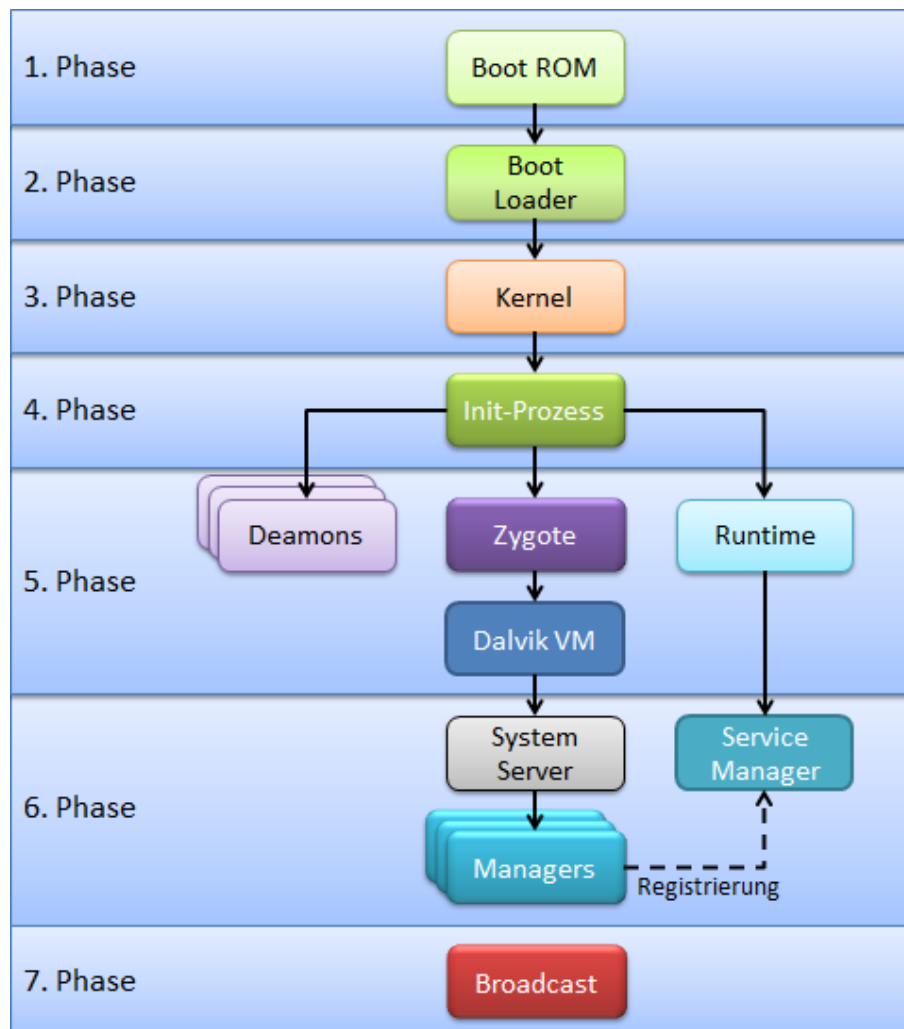 1. Phase
Boot ROM
2. Phase
Boot
Loader
3. Phase
Kernel
4. Phase
Init-Prozess
5. Phase
Deamons
Zygote
Runtime
Dalvik VM
6. Phase
System
Server
Service
Manager
Managers
Registrierung
7. Phase
Broadcast